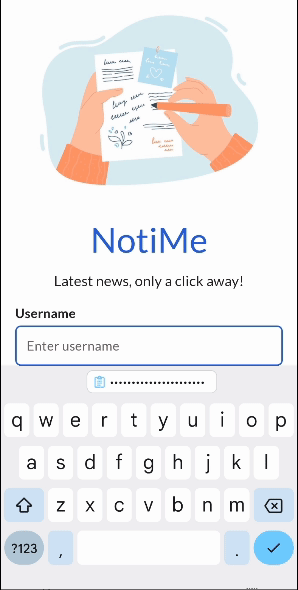 NotiMe
Latest news, only a click away!
Username
Enter username
••••••••••••••••••••••
q w e r t y u i o p
a s d f g h j k l
z x c v b n m
?123 , .